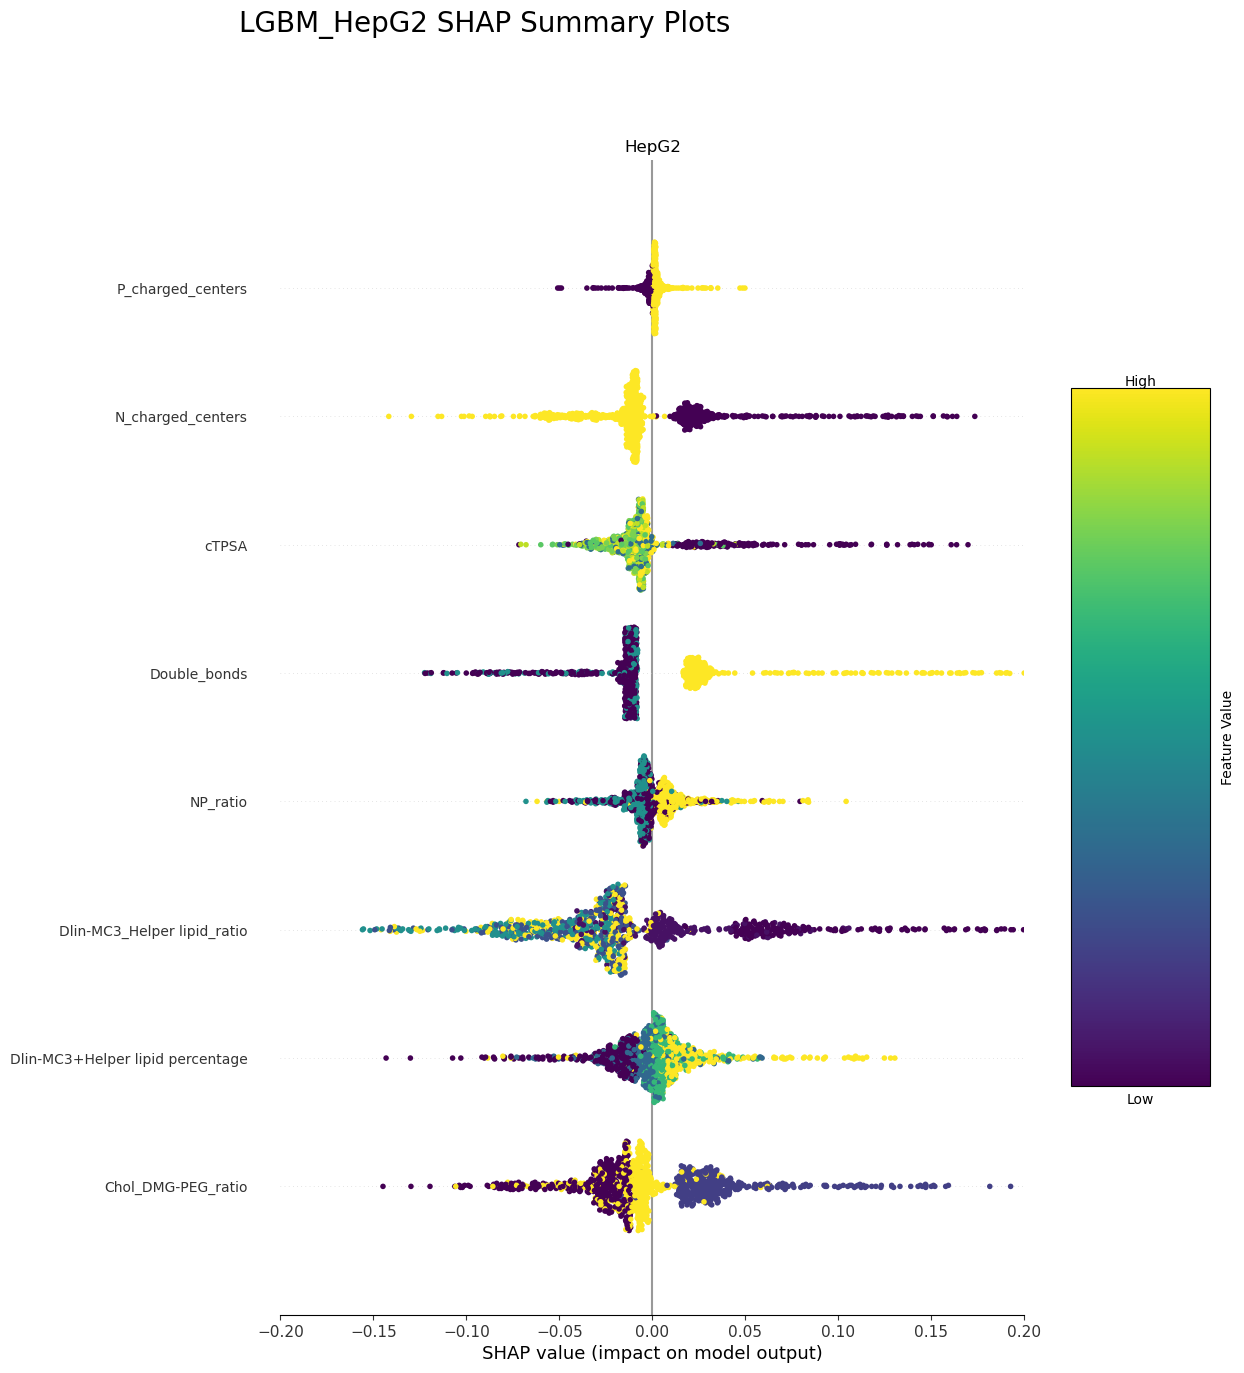 LGBM_HepG2 SHAP Summary Plots
HepG2
P_charged_centers
N_charged_centers
cTPSA
Double_bonds
NP_ratio
Dlin-MC3_Helper lipid_ratio
Dlin-MC3+Helper lipid percentage
Chol_DMG-PEG_ratio
−0.20 −0.15 −0.10 −0.05 0.00 0.05 0.10 0.15 0.20
SHAP value (impact on model output)
High
Feature Value
Low